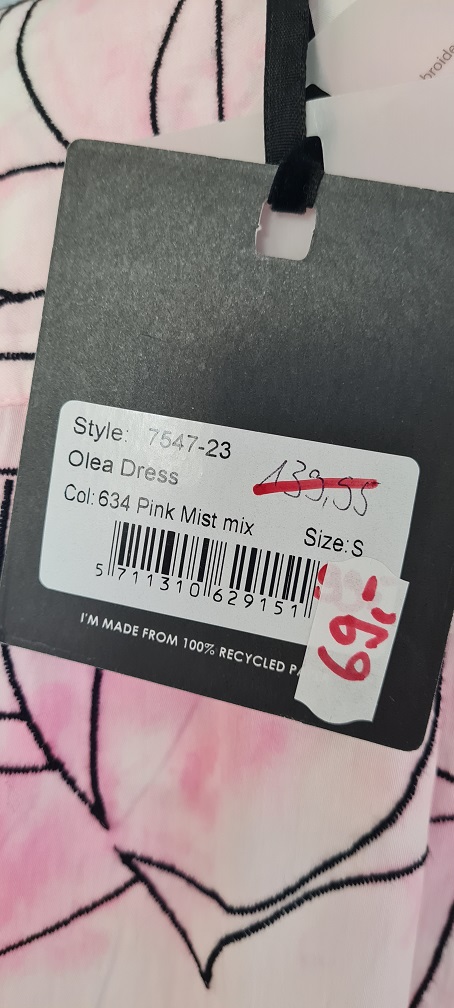 broide
Style: 7547-23
Olea Dress
139,95
Col: 634 Pink Mist mix
Size: S
5 711310 629151
I'M MADE FROM 100% RECYCLED PA
69,-